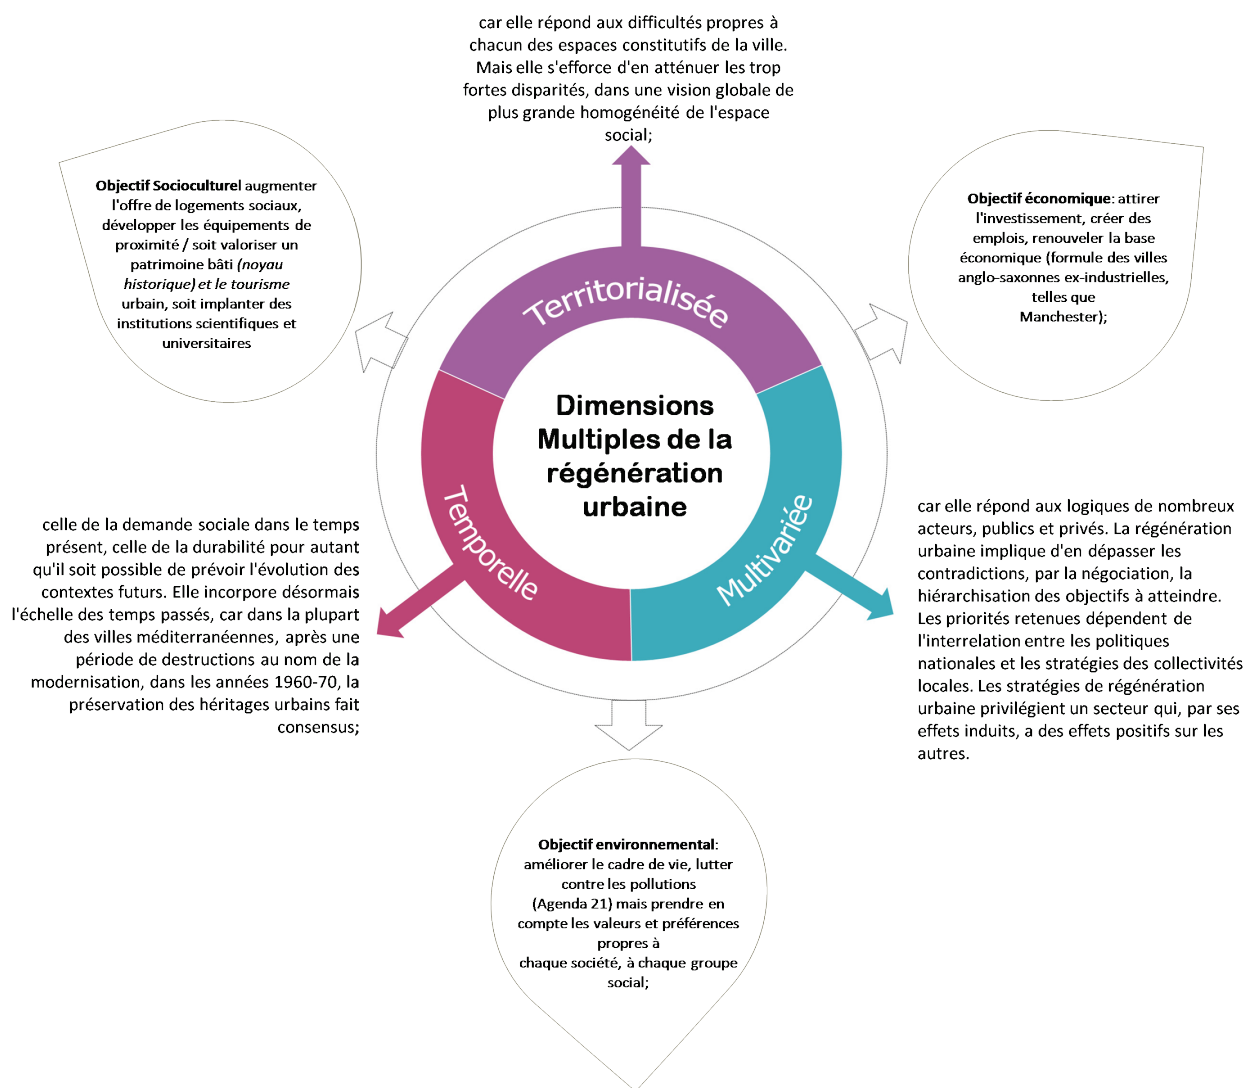 car elle répond aux difficultés propres à
chacun des espaces constitutifs de la ville.
Mais elle s'efforce d'en atténuer les trop
fortes disparités, dans une vision globale de
plus grande homogénéité de l'espace
social;
Objectif Socioculturel augmenter
l'offre de logements sociaux,
développer les équipements de
proximité / soit valoriser un
patrimoine bâti (noyau
historique) et le tourisme
urbain, soit implanter des
institutions scientifiques et
universitaires
Objectif économique: attirer
l'investissement, créer des
emplois, renouveler la base
économique (formule des villes
anglo-saxonnes ex-industrielles,
telles que
Manchester);
Territorialisée
Dimensions
Multiples de la
régénération
urbaine
Temporelle
Multivariée
celle de la demande sociale dans le temps
présent, celle de la durabilité pour autant
qu'il soit possible de prévoir l'évolution des
contextes futurs. Elle incorpore désormais
l'échelle des temps passés, car dans la plupart
des villes méditerranéennes, après une
période de destructions au nom de la
modernisation, dans les années 1960-70, la
préservation des héritages urbains fait
consensus;
car elle répond aux logiques de nombreux
acteurs, publics et privés. La régénération
urbaine implique d'en dépasser les
contradictions, par la négociation, la
hiérarchisation des objectifs à atteindre.
Les priorités retenues dépendent de
l'interrelation entre les politiques
nationales et les stratégies des collectivités
locales. Les stratégies de régénération
urbaine privilégient un secteur qui, par ses
effets induits, a des effets positifs sur les
autres.
Objectif environnemental:
améliorer le cadre de vie, lutter
contre les pollutions
(Agenda 21) mais prendre en
compte les valeurs et préférences
propres à
chaque société, à chaque groupe
social;